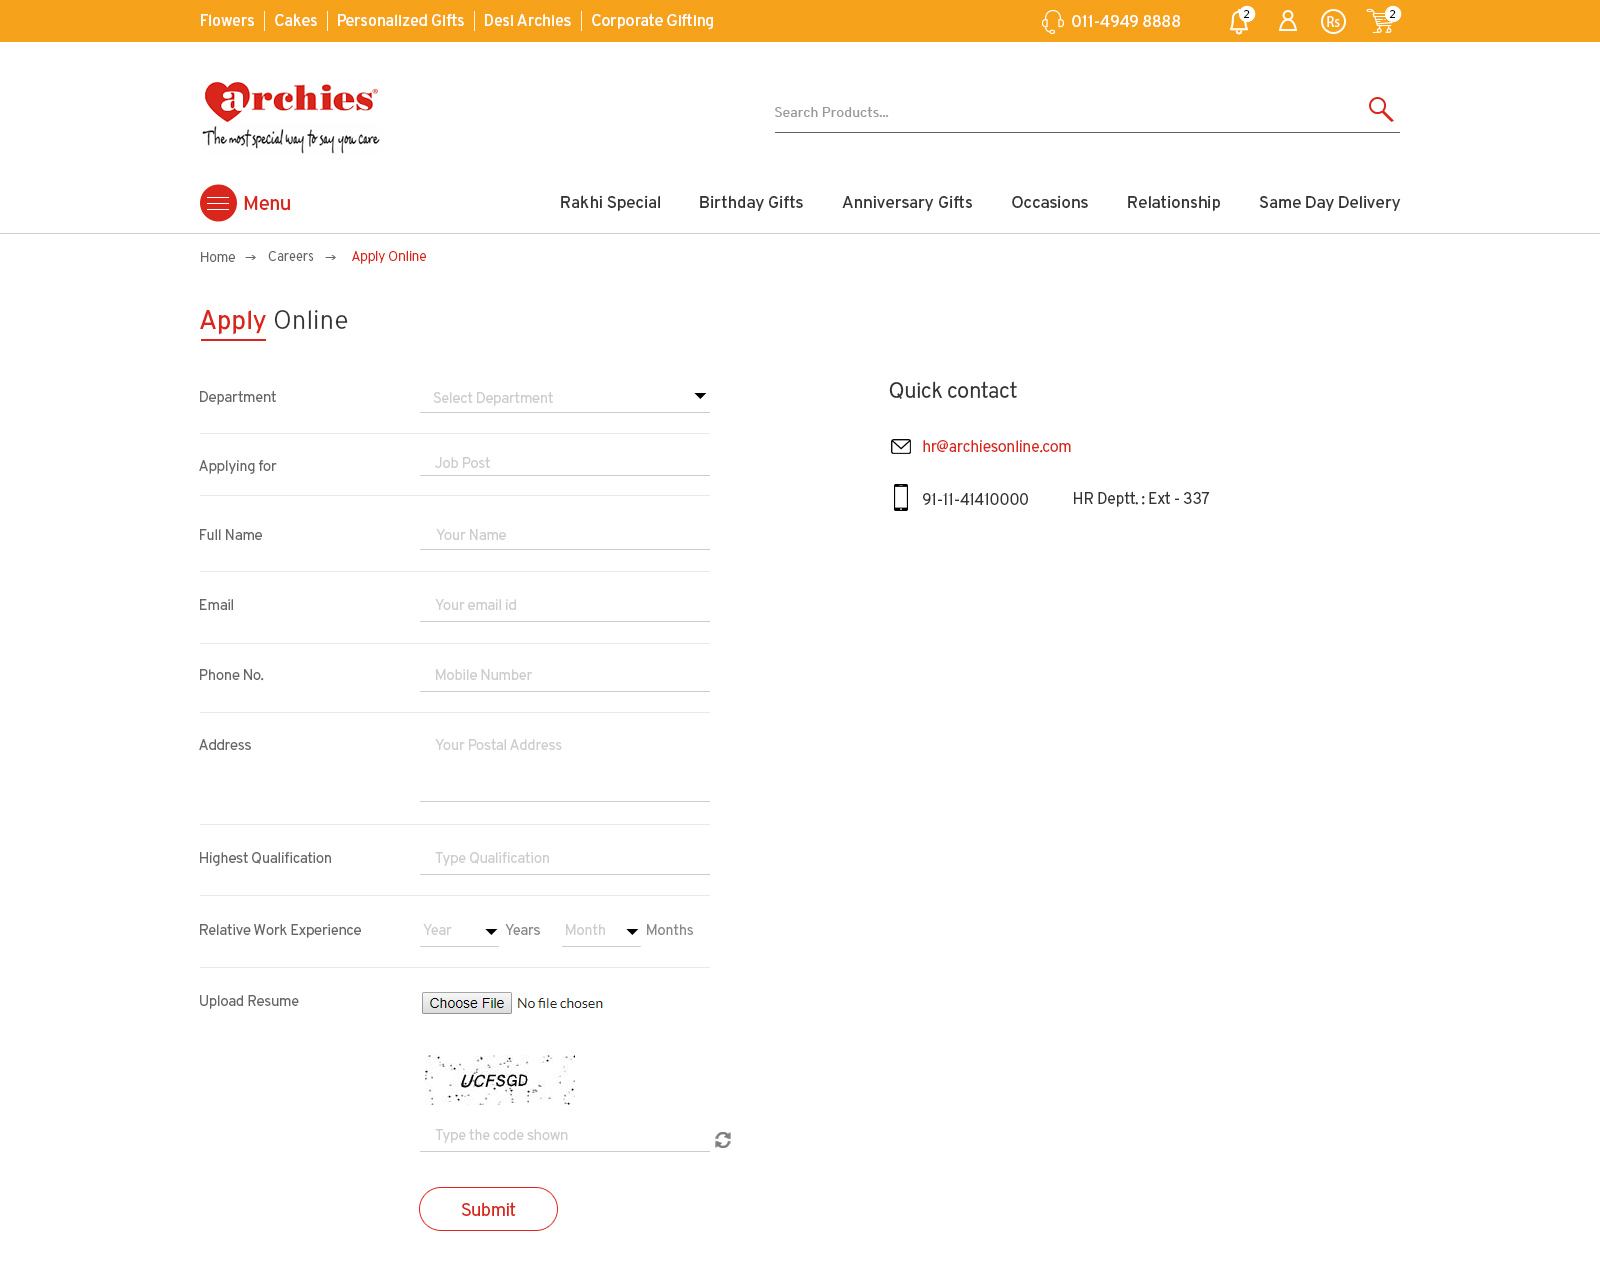 Flowers Cakes Personalized Gifts Desi Archies Corporate Gifting 011-4949 8888 2 Rs 2
archies®
The most special way to say you care
Search Products...
Menu Rakhi Special Birthday Gifts Anniversary Gifts Occasions Relationship Same Day Delivery
Home → Careers → Apply Online
Apply Online
Department Select Department
Quick contact
Applying for Job Post
hr@archiesonline.com
91-11-41410000 HR Deptt. : Ext - 337
Full Name Your Name
Email Your email id
Phone No. Mobile Number
Address Your Postal Address
Highest Qualification Type Qualification
Relative Work Experience Year Years Month Months
Upload Resume Choose File No file chosen
UCFSGD
Type the code shown
Submit